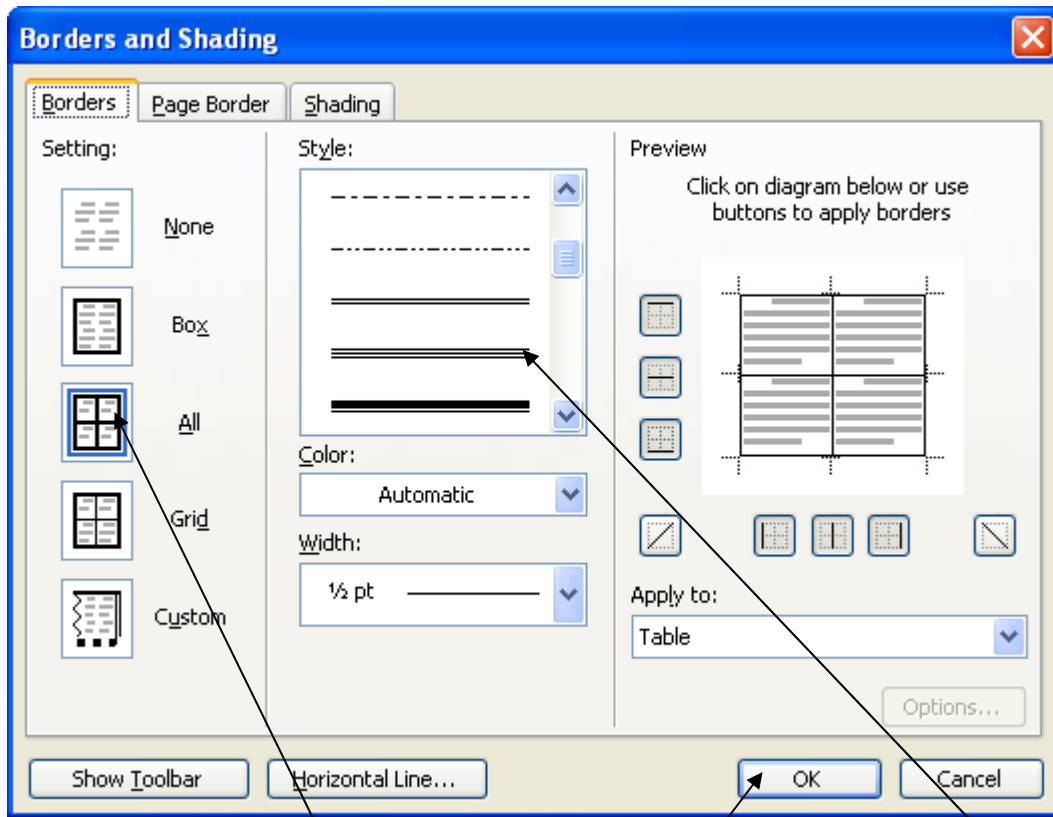 Borders and Shading
Borders
Page Border
Shading
Setting:
None
Box
All
Grid
Custom
Style:
Color:
Automatic
Width:
½ pt
Preview
Click on diagram below or use
buttons to apply borders
Apply to:
Table
Options...
Show Toolbar
Horizontal Line...
OK
Cancel